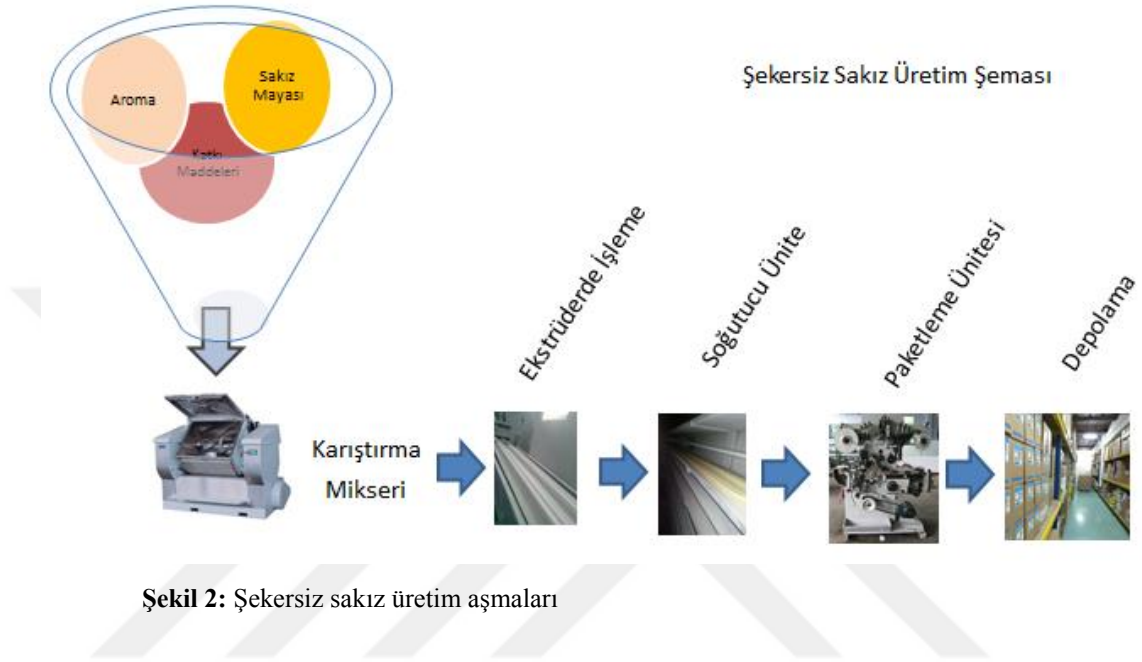 Şekersiz Sakız Üretim Şeması
Aroma
Sakız
Mayası
Katkı
Maddeleri
Karıştırma
Mikseri
Ekstrüderde İşleme
Soğutucu Ünite
Paketleme Ünitesi
Depolama
Şekil 2: Şekersiz sakız üretim aşmaları